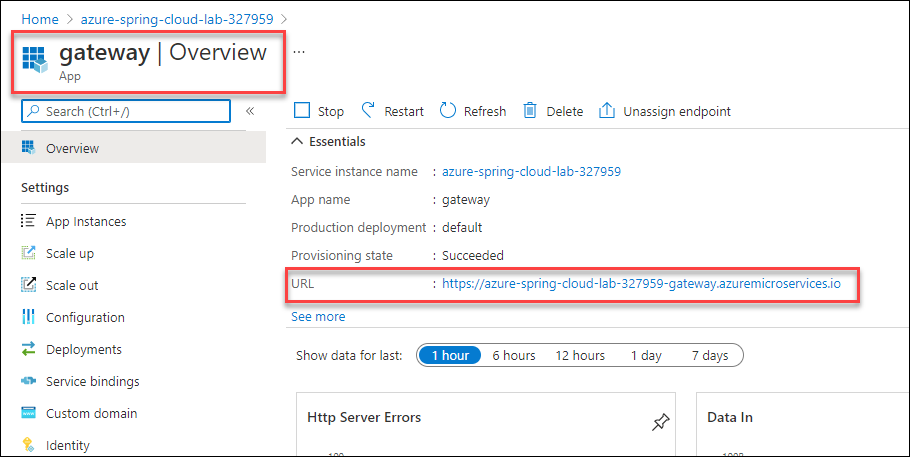 Home > azure-spring-cloud-lab-327959 >
gateway | Overview ...
App
Search (Ctrl+/) «
Stop Restart Refresh Delete Unassign endpoint
Overview
Essentials
Service instance name : azure-spring-cloud-lab-327959
Settings
App name : gateway
App Instances
Production deployment : default
Scale up
Provisioning state : Succeeded
Scale out
URL : https://azure-spring-cloud-lab-327959-gateway.azuremicroservices.io
Configuration
See more
Deployments
Show data for last: 1 hour 6 hours 12 hours 1 day 7 days
Service bindings
Custom domain
Http Server Errors
Data In
Identity